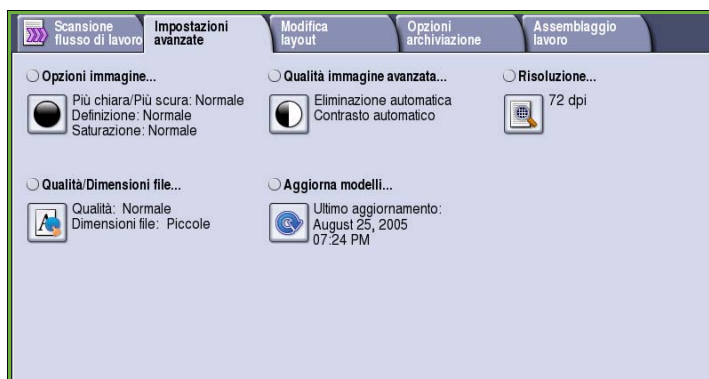 Scansione
flusso di lavoro
Impostazioni
avanzate
Modifica
layout
Opzioni
archiviazione
Assemblaggio
lavoro
Opzioni immagine...
Più chiara/Più scura: Normale
Definizione: Normale
Saturazione: Normale
Qualità immagine avanzata...
Eliminazione automatica
Contrasto automatico
Risoluzione...
72 dpi
Qualità/Dimensioni file...
Qualità: Normale
Dimensioni file: Piccole
Aggiorna modelli...
Ultimo aggiornamento:
August 25, 2005
07:24 PM